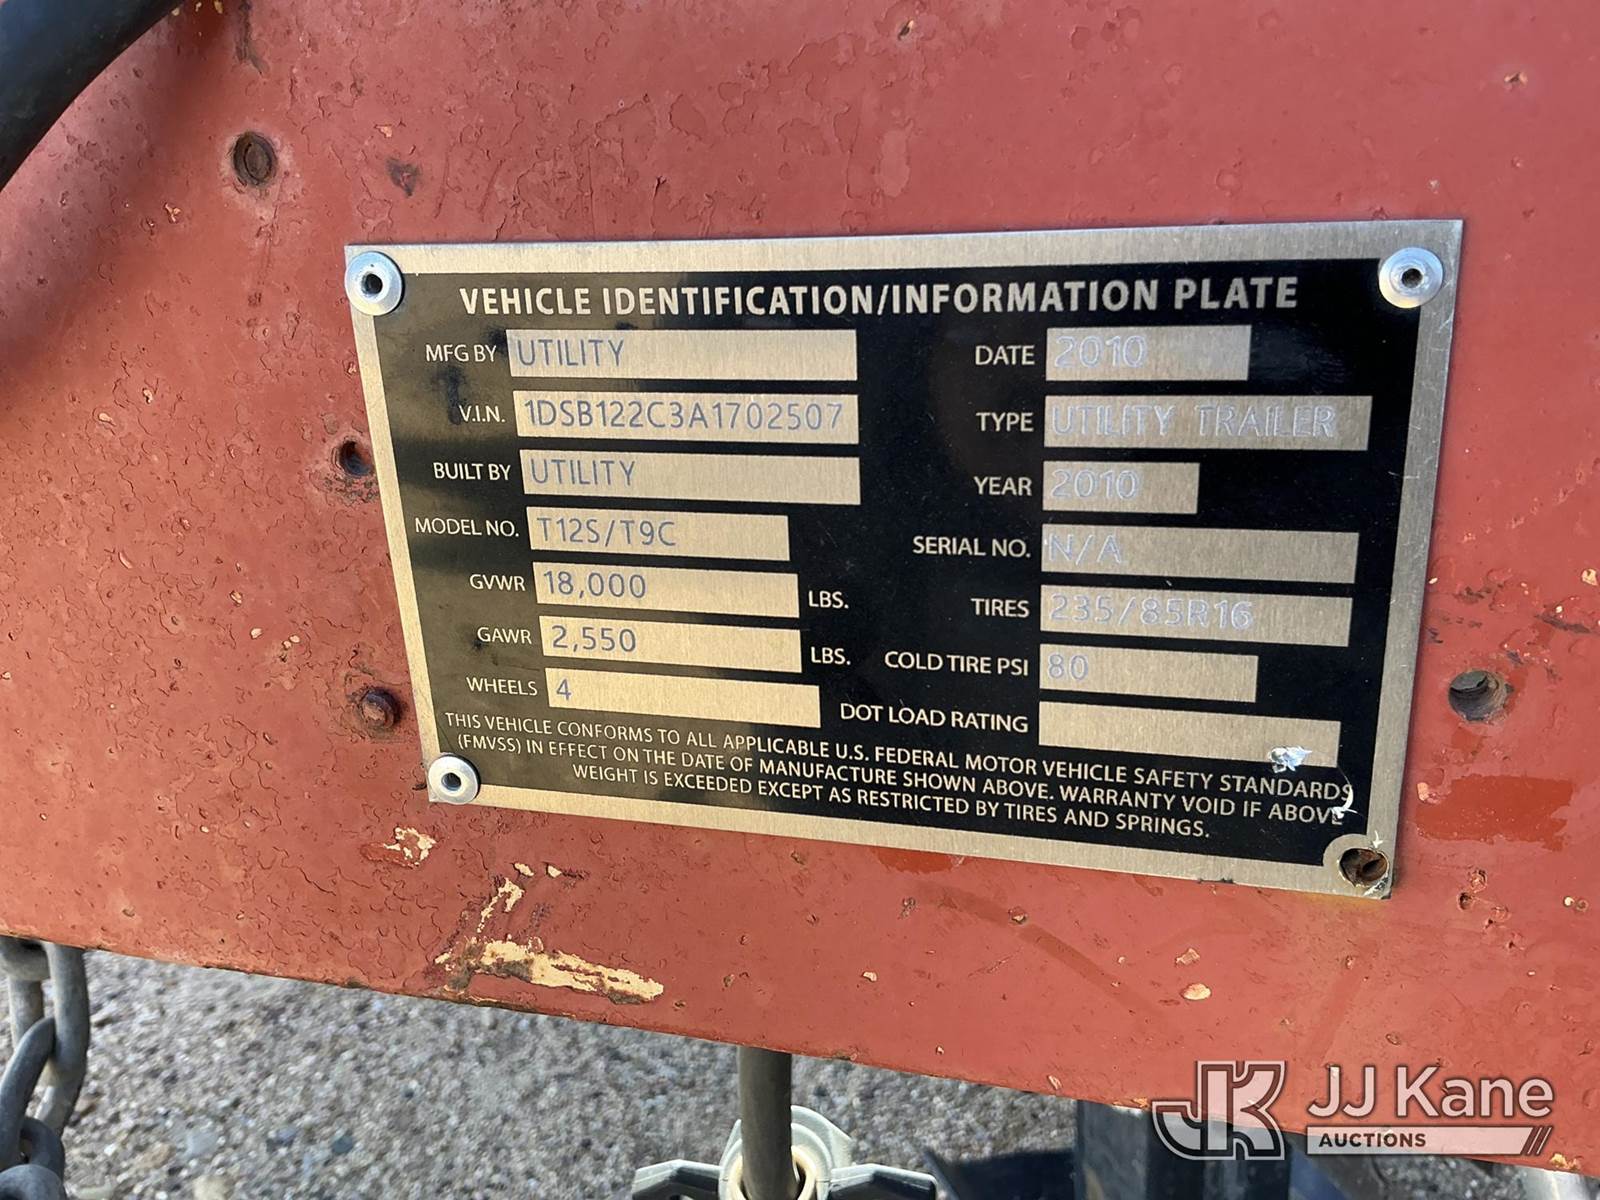 VEHICLE IDENTIFICATION/INFORMATION PLATE
MFG BY UTILITY
DATE 2010
V.I.N. 1DSB122C3A1702507
TYPE UTILITY TRAILER
BUILT BY UTILITY
YEAR 2010
MODEL NO. T12S/T9C
SERIAL NO. N/A
GVWR 18,000 LBS.
TIRES 235/85R16
GAWR 2,550 LBS.
COLD TIRE PSI 80
WHEELS 4
DOT LOAD RATING
THIS VEHICLE CONFORMS TO ALL APPLICABLE U.S. FEDERAL MOTOR VEHICLE SAFETY STANDARDS
(FMVSS) IN EFFECT ON THE DATE OF MANUFACTURE SHOWN ABOVE. WARRANTY VOID IF ABOVE
WEIGHT IS EXCEEDED EXCEPT AS RESTRICTED BY TIRES AND SPRINGS.
JK JJ Kane
AUCTIONS